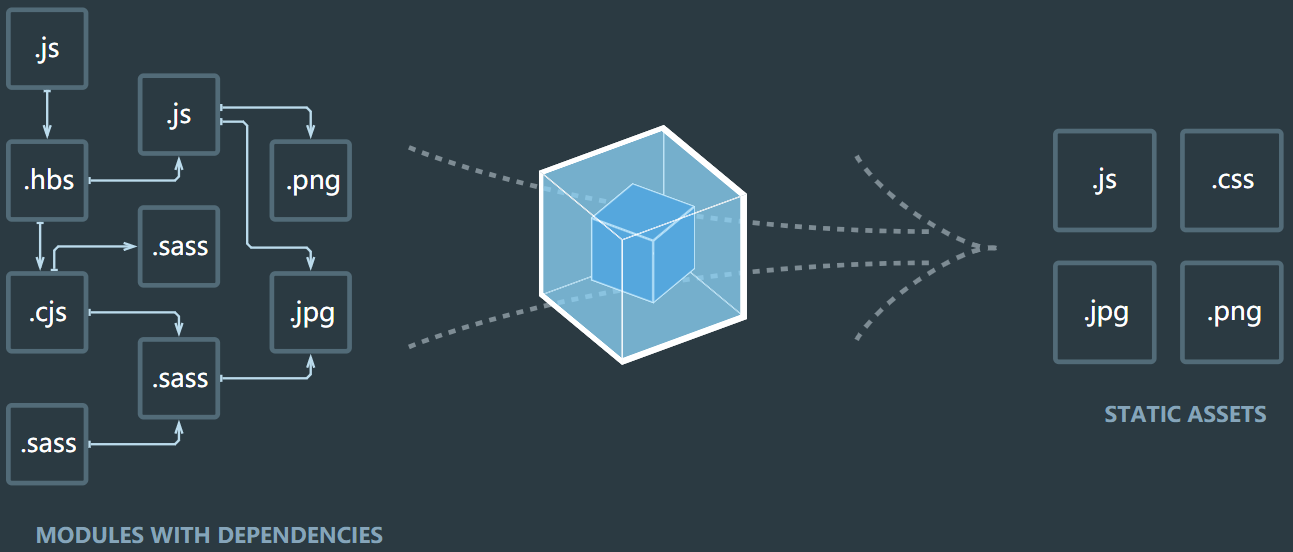 .js
.js
.hbs
.png
.sass
.cjs
.jpg
.sass
.sass
MODULES WITH DEPENDENCIES
.js
.css
.jpg
.png
STATIC ASSETS